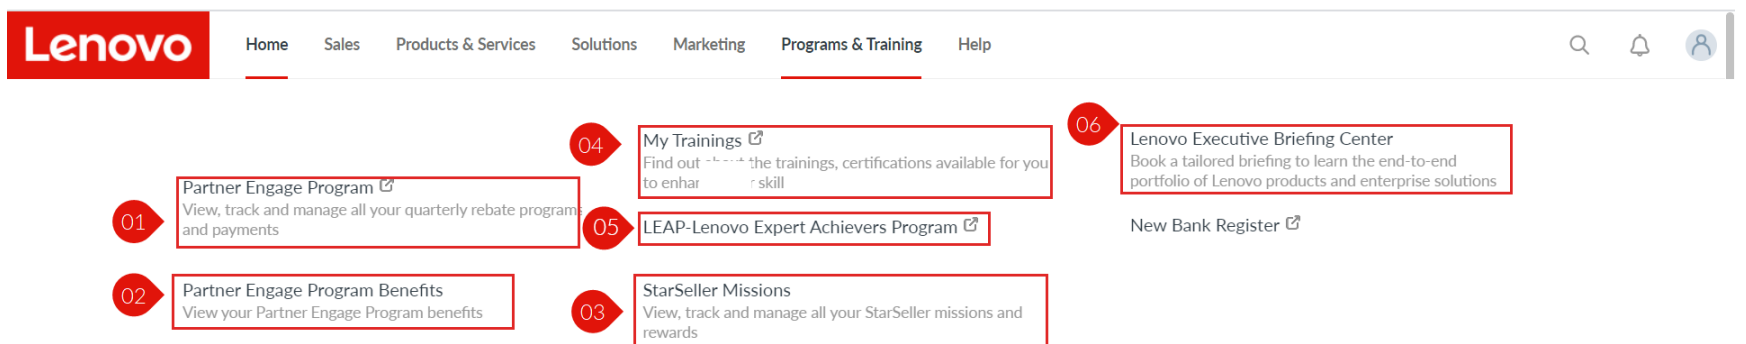 Lenovo
Home Sales Products & Services Solutions Marketing Programs & Training Help
01
Partner Engage Program
View, track and manage all your quarterly rebate programs
and payments
02
Partner Engage Program Benefits
View your Partner Engage Program benefits
04
My Trainings
Find out the trainings, certifications available for you
to skill
05
LEAP-Lenovo Expert Achievers Program
03
StarSeller Missions
View, track and manage all your StarSeller missions and
rewards
06
Lenovo Executive Briefing Center
Book a tailored briefing to learn the end-to-end
portfolio of Lenovo products and enterprise solutions
New Bank Register